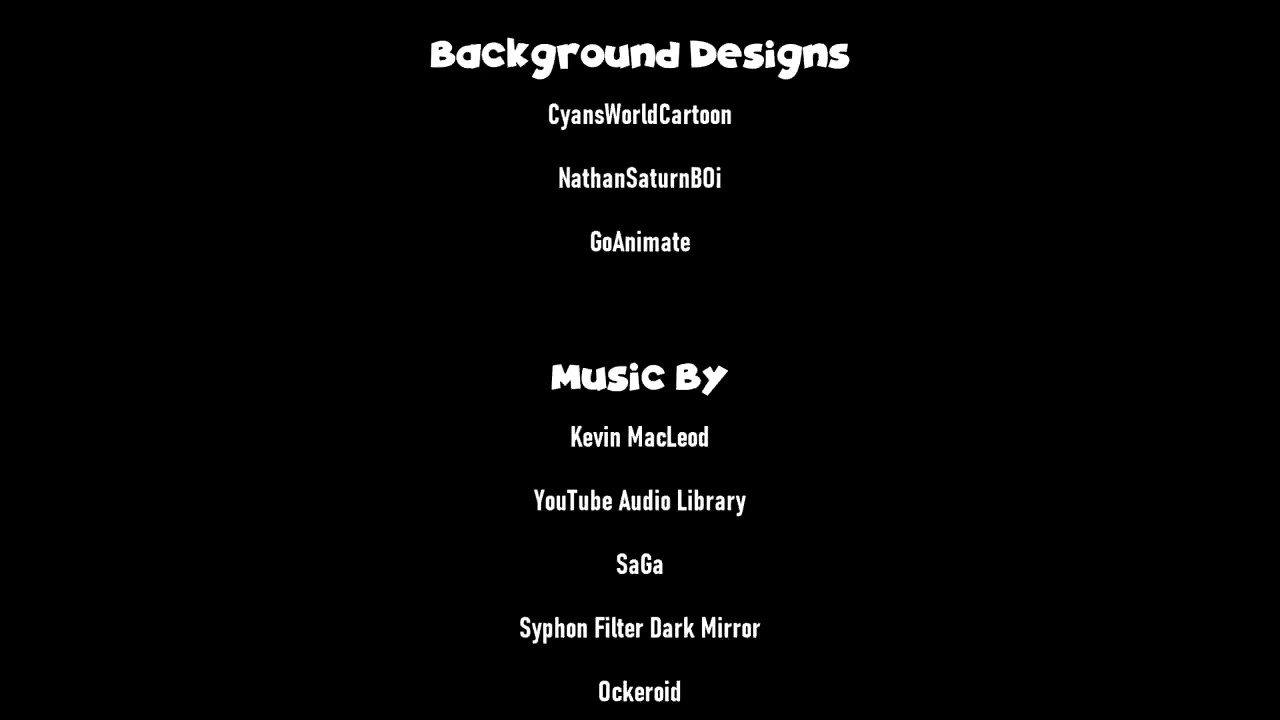 Background Designs
CyansWorldCartoon
NathanSaturnBOi
GoAnimate
Music By
Kevin MacLeod
YouTube Audio Library
SaGa
Syphon Filter Dark Mirror
Ockeroid